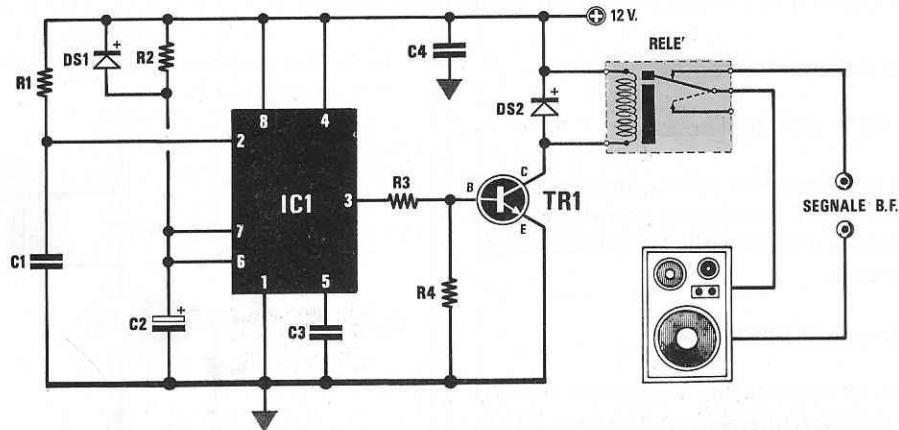 12 V.
RELE'
C4
DS1
R2
R1
DS2
8
4
2
C
B
R3
3
IC1
TR1
E
SEGNALE B.F.
7
6
C1
1
5
R4
C2
C3
+
+
+
+